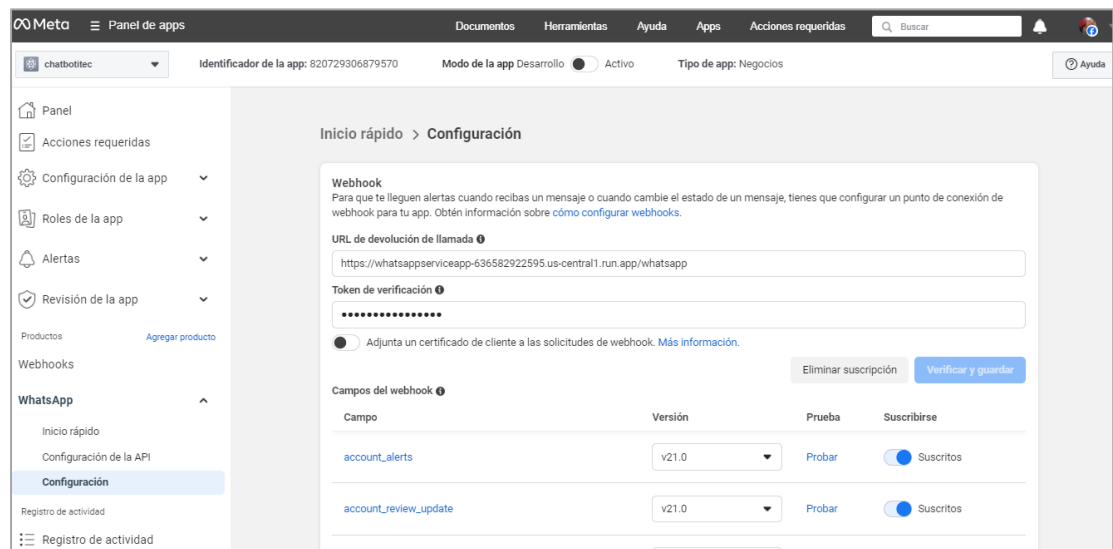 Meta
Panel de apps
Documentos
Herramientas
Ayuda
Apps
Acciones requeridas
Buscar
chatbotitec
Identificador de la app: 820729306879570
Modo de la app Desarrollo
Activo
Tipo de app: Negocios
Ayuda
Panel
Acciones requeridas
Configuración de la app
Roles de la app
Alertas
Revisión de la app
Productos
Agregar producto
Webhooks
WhatsApp
Inicio rápido
Configuración de la API
Configuración
Registro de actividad
Registro de actividad
Inicio rápido > Configuración
Webhook
Para que te lleguen alertas cuando recibas un mensaje o cuando cambie el estado de un mensaje, tienes que configurar un punto de conexión de
webhook para tu app. Obtén información sobre cómo configurar webhooks.
URL de devolución de llamada
https://whatsappserviceapp-636582922595.us-central1.run.app/whatsapp
Token de verificación
Adjunta un certificado de cliente a las solicitudes de webhook. Más información.
Eliminar suscripción
Verificar y guardar
Campos del webhook
Campo
Versión
Prueba
Suscribirse
account_alerts
v21.0
Probar
Suscritos
account_review_update
v21.0
Probar
Suscritos